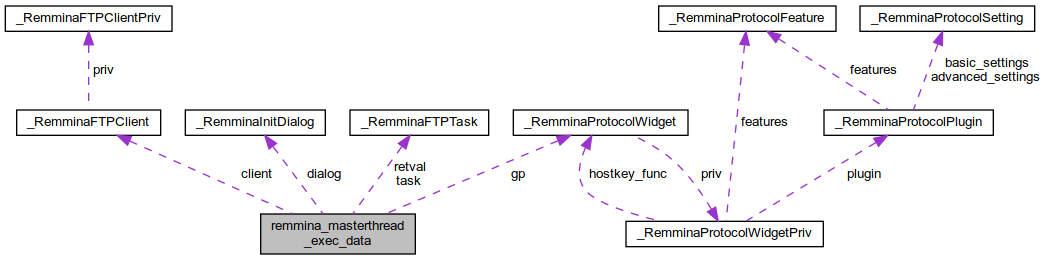 _RemminaFTPClientPriv
_RemminaProtocolFeature
_RemminaProtocolSetting
priv
features
basic_settings
advanced_settings
_RemminaFTPClient
_RemminaInitDialog
_RemminaFTPTask
_RemminaProtocolWidget
features
_RemminaProtocolPlugin
client
dialog
retval
task
gp
hostkey_func
priv
plugin
remmina_masterthread
_exec_data
_RemminaProtocolWidgetPriv